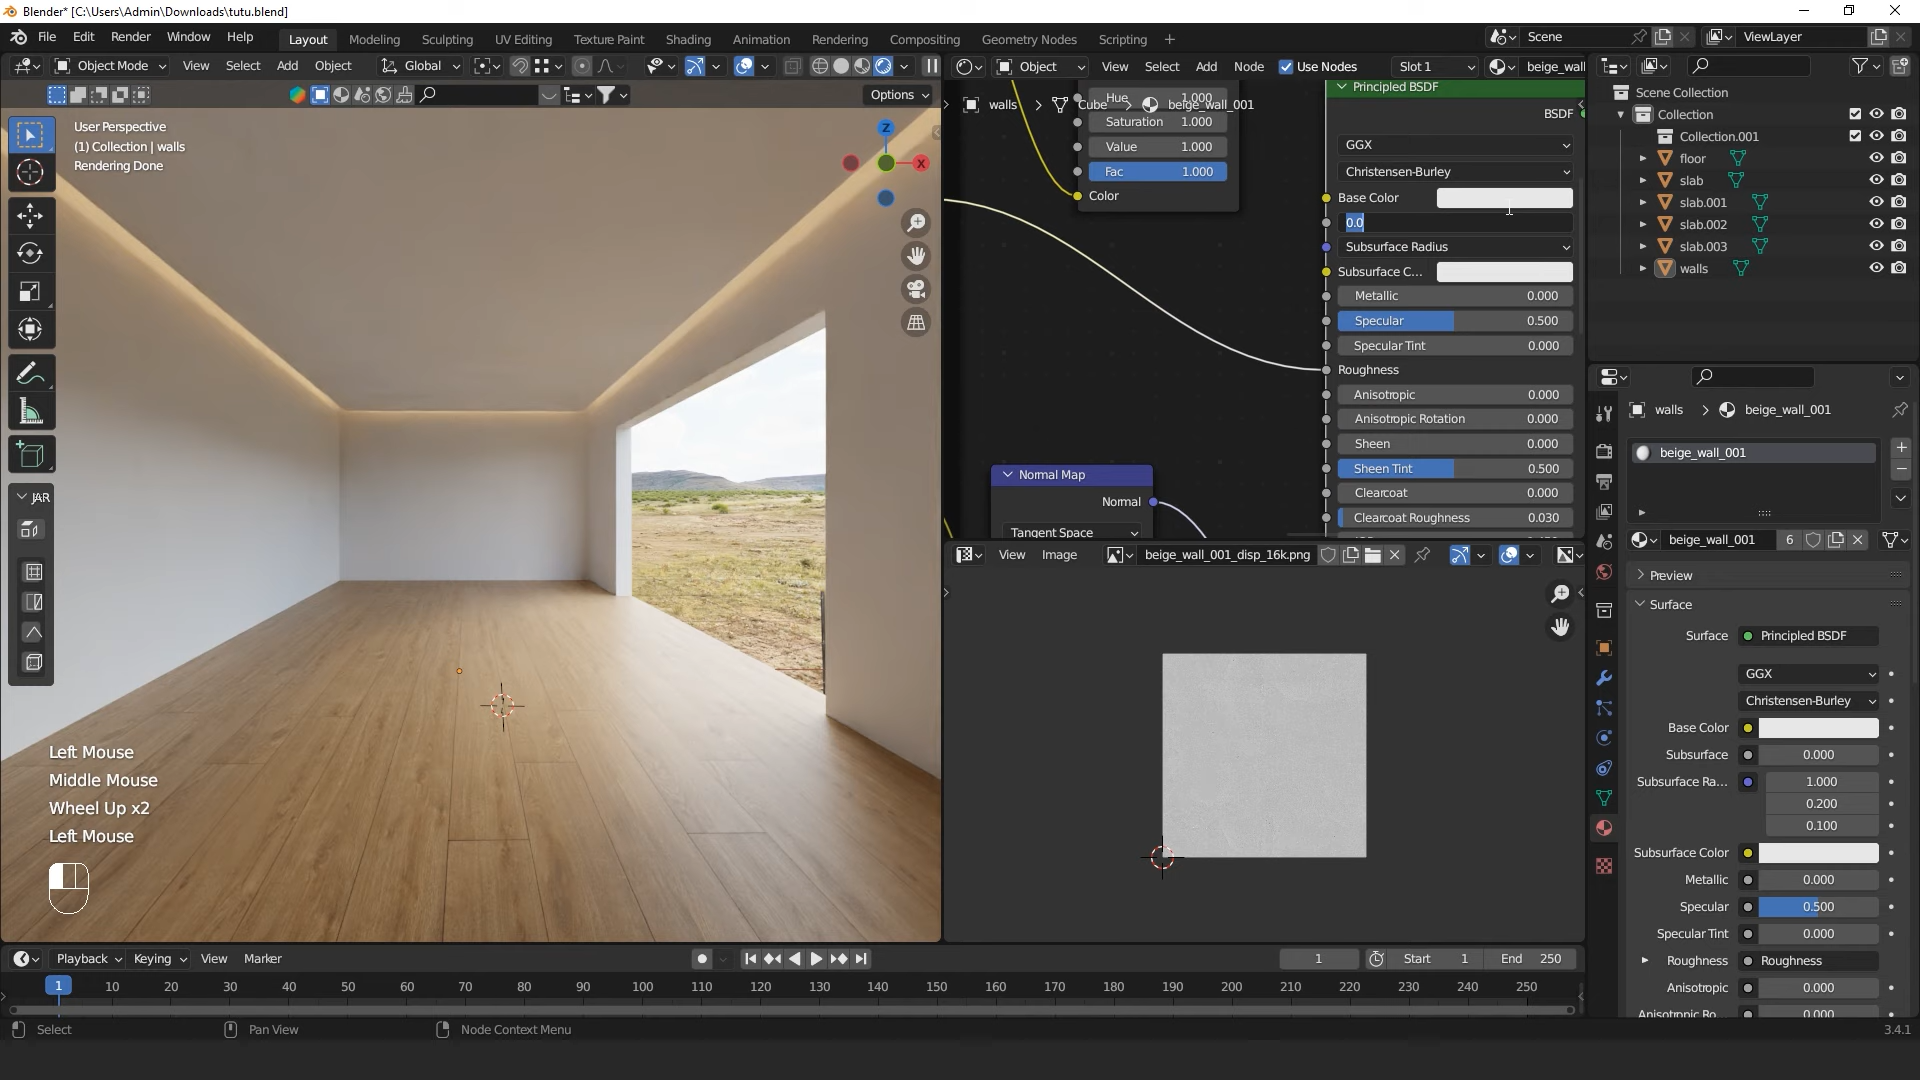 Blender* [C:\Users\Admin\Downloads\tutu.blend]
File Edit Render Window Help
Layout Modeling Sculpting UV Editing Texture Paint Shading Animation Rendering Compositing Geometry Nodes Scripting +
Scene
ViewLayer
Object Mode View Select Add Object Global
Options
User Perspective
(1) Collection | walls
Rendering Done
Z
X
JAR
Left Mouse
Middle Mouse
Wheel Up x2
Left Mouse
Object View Select Add Node Use Nodes Slot 1 beige_wall
walls > Cube > beige_wall_001
Hue 1.000
Saturation 1.000
Value 1.000
Fac 1.000
Color
Normal Map
Normal
Tangent Space
Principled BSDF
BSDF
GGX
Christensen-Burley
Base Color
0.0
Subsurface Radius
Subsurface C...
Metallic 0.000
Specular 0.500
Specular Tint 0.000
Roughness
Anisotropic 0.000
Anisotropic Rotation 0.000
Sheen 0.000
Sheen Tint 0.500
Clearcoat 0.000
Clearcoat Roughness 0.030
View Image beige_wall_001_disp_16k.png
Scene Collection
Collection
Collection.001
floor
slab
slab.001
slab.002
slab.003
walls
walls > beige_wall_001
beige_wall_001
beige_wall_001 6
Preview
Surface
Surface Principled BSDF
GGX
Christensen-Burley
Base Color
Subsurface 0.000
Subsurface Ra... 1.000
0.200
0.100
Subsurface Color
Metallic 0.000
Specular 0.500
Specular Tint 0.000
Roughness Roughness
Anisotropic 0.000
Anisotropic Ro... 0.000
Playback Keying View Marker
1 Start 1 End 250
1 10 20 30 40 50 60 70 80 90 100 110 120 130 140 150 160 170 180 190 200 210 220 230 240 250
Select Pan View Node Context Menu
3.4.1